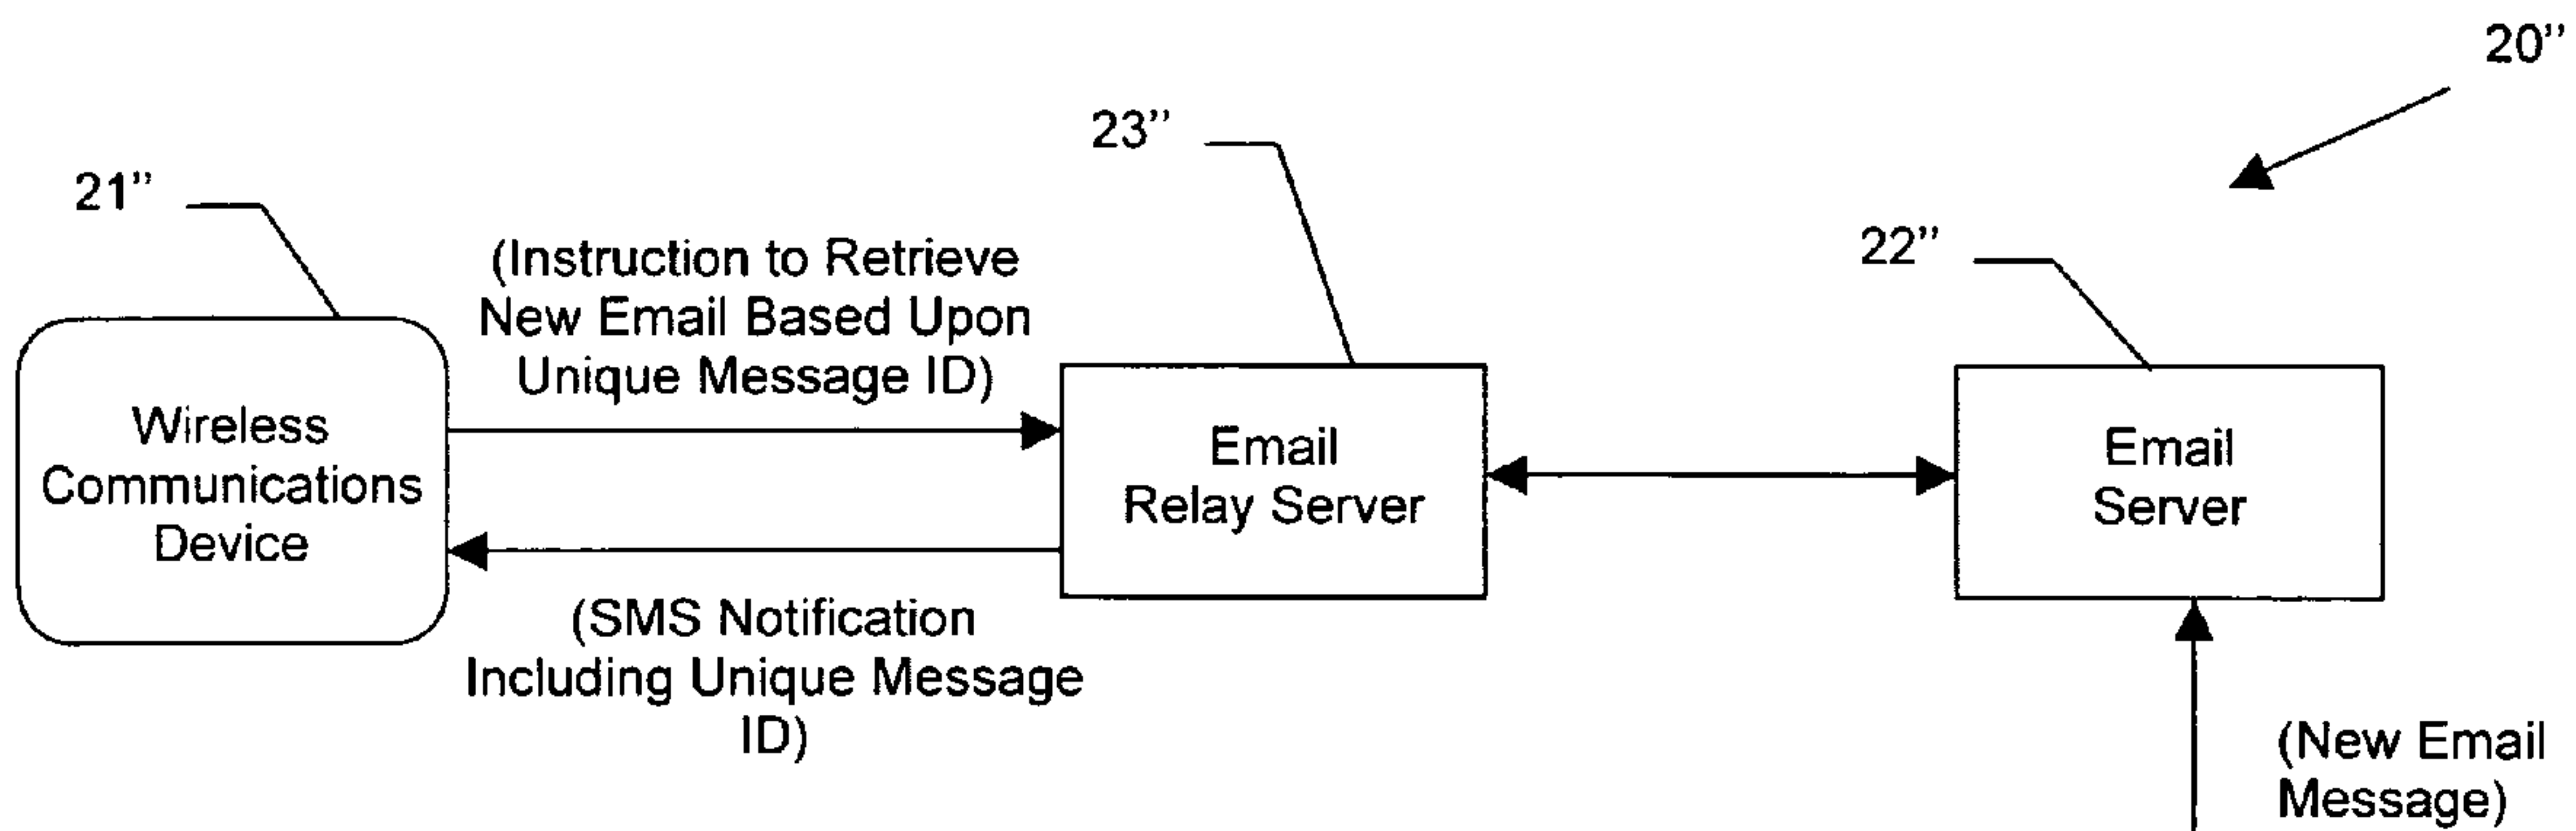 20”
23”
21”
22”
(Instruction to Retrieve
New Email Based Upon
Unique Message ID)
Wireless
Communications
Device
Email
Relay Server
Email
Server
(SMS Notification
Including Unique Message
ID)
(New Email
Message)